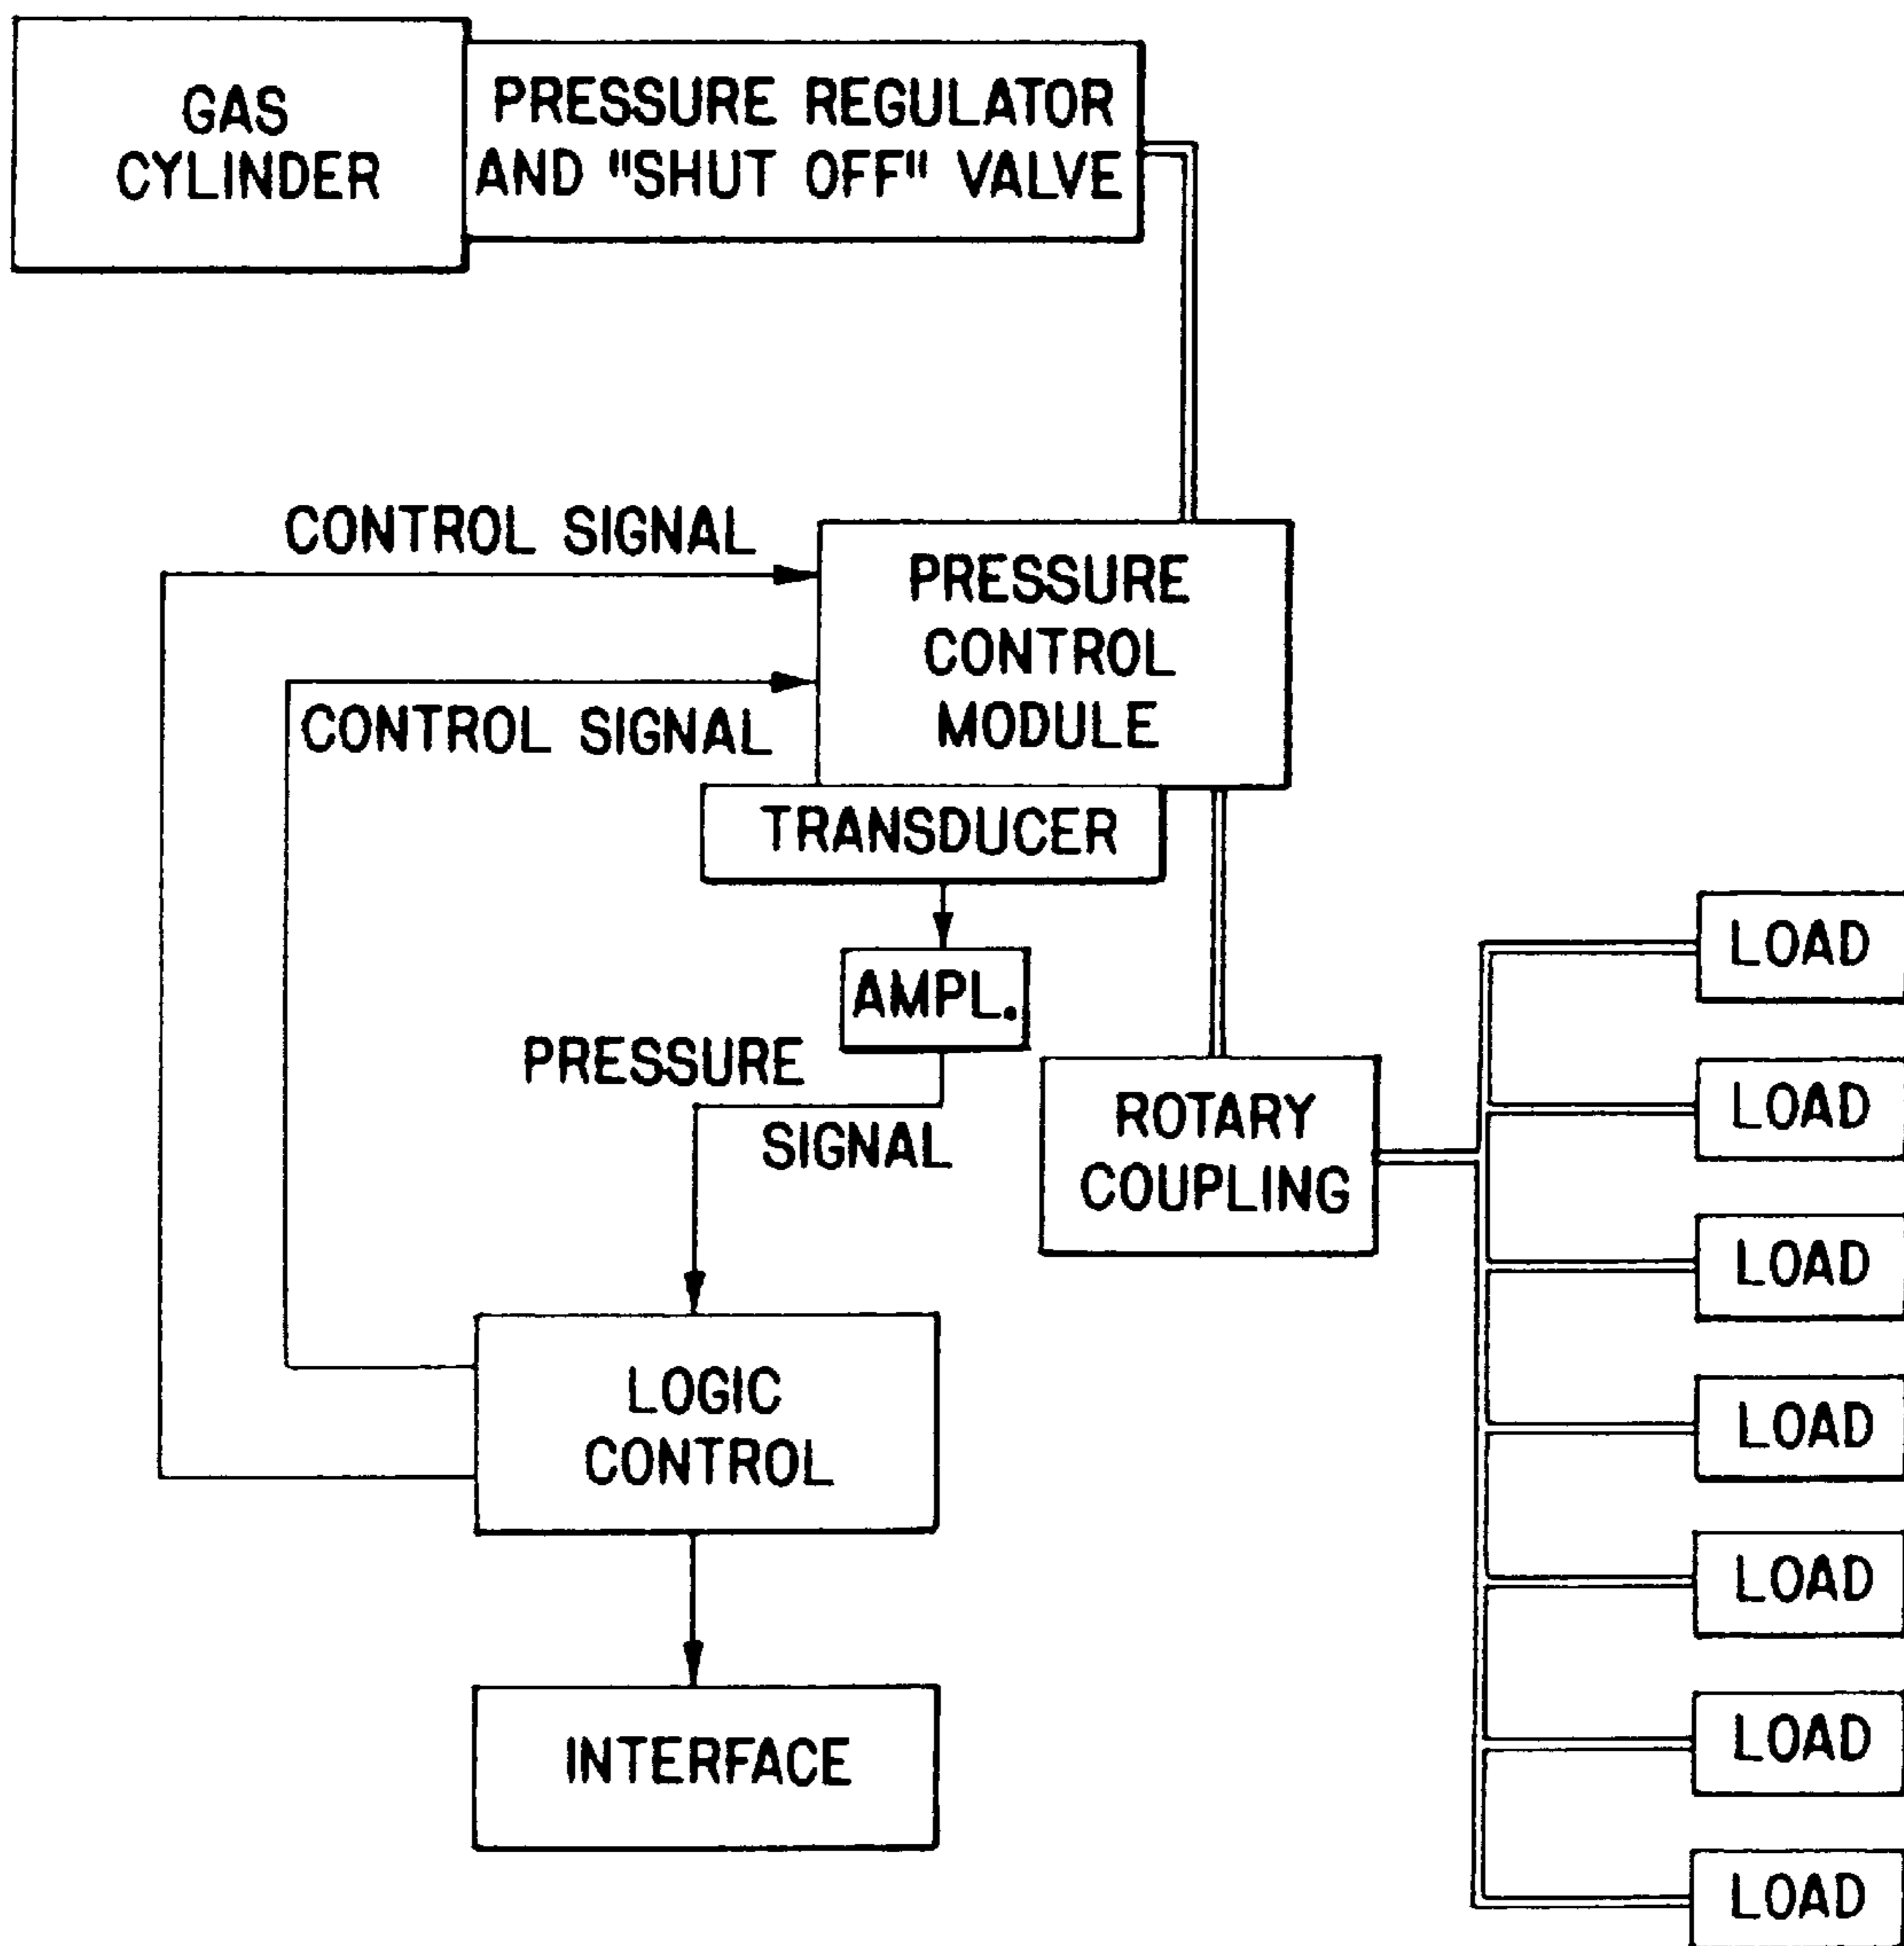 GAS
CYLINDER
PRESSURE REGULATOR
AND "SHUT OFF" VALVE
CONTROL SIGNAL
PRESSURE
CONTROL
MODULE
CONTROL SIGNAL
TRANSDUCER
AMPL.
PRESSURE
SIGNAL
ROTARY
COUPLING
LOGIC
CONTROL
INTERFACE
LOAD
LOAD
LOAD
LOAD
LOAD
LOAD
LOAD